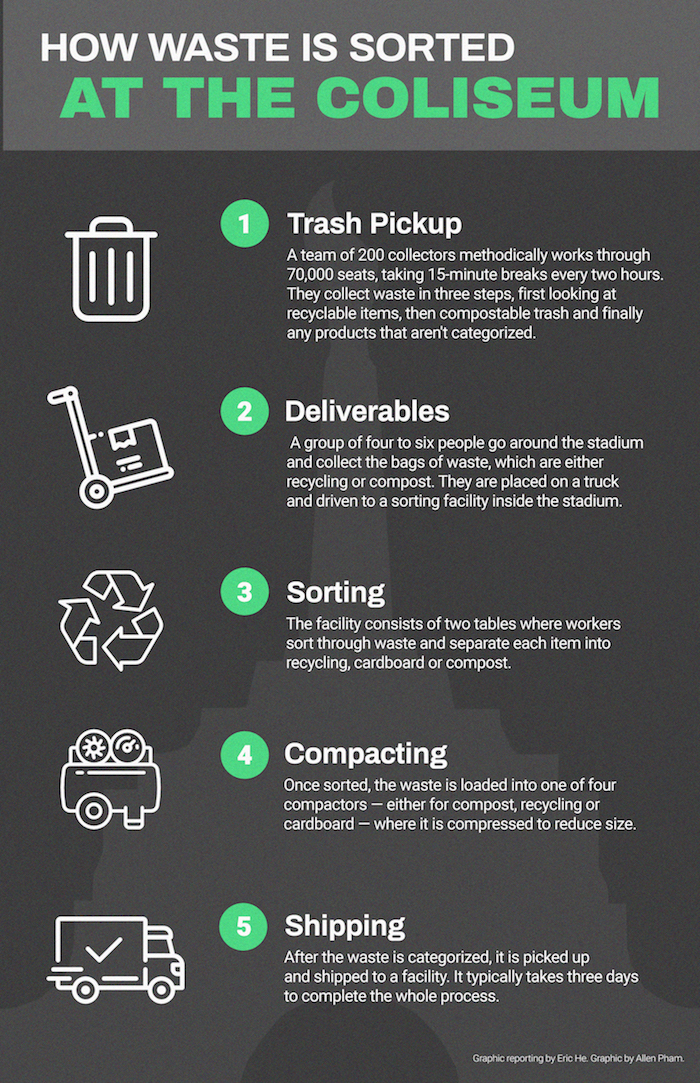 HOW WASTE IS SORTED
AT THE COLISEUM
1
Trash Pickup
A team of 200 collectors methodically works through
70,000 seats, taking 15-minute breaks every two hours.
They collect waste in three steps, first looking at
recyclable items, then compostable trash and finally
any products that aren't categorized.
2
Deliverables
A group of four to six people go around the stadium
and collect the bags of waste, which are either
recycling or compost. They are placed on a truck
and driven to a sorting facility inside the stadium.
3
Sorting
The facility consists of two tables where workers
sort through waste and separate each item into
recycling, cardboard or compost.
4
Compacting
Once sorted, the waste is loaded into one of four
compactors — either for compost, recycling or
cardboard — where it is compressed to reduce size.
5
Shipping
After the waste is categorized, it is picked up
and shipped to a facility. It typically takes three days
to complete the whole process.
Graphic reporting by Eric He. Graphic by Allen Pham.